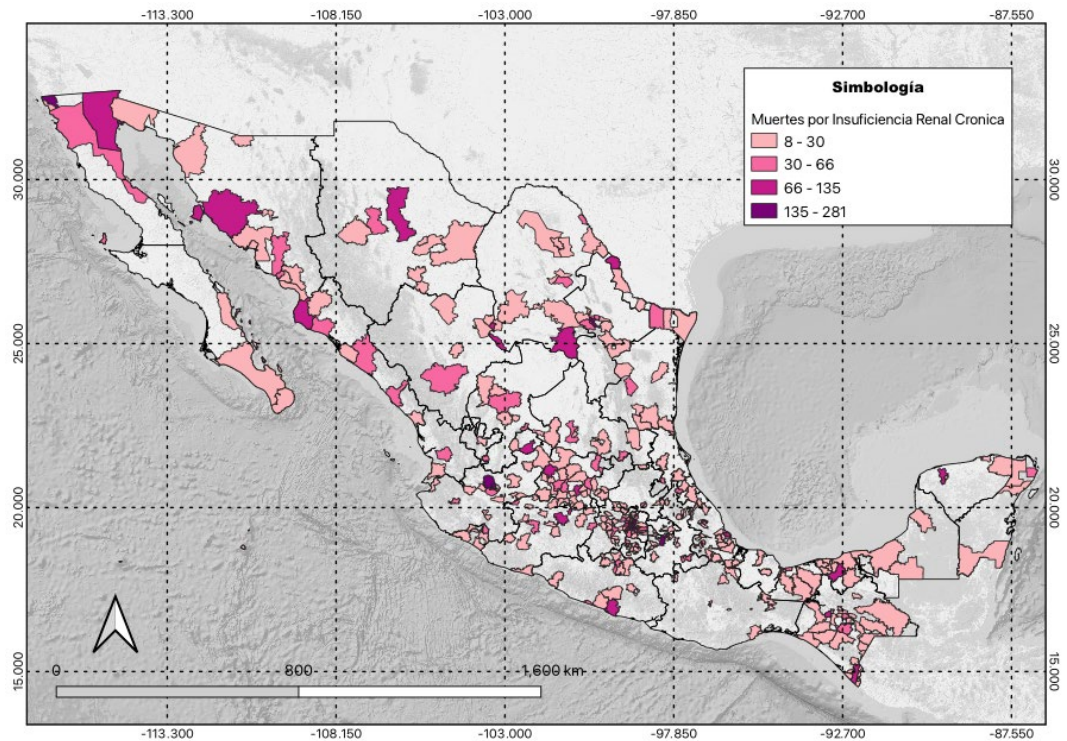 -113.300 -108.150 -103.000 -97.850 -92.700 -87.550
Simbología
Muertes por Insuficiencia Renal Cronica
8 - 30
30 - 66
66 - 135
135 - 281
30.000 30.000
25.000 25.000
20.000 20.000
15.000 15.000
0 800 1,600 km
-113.300 -108.150 -103.000 -97.850 -92.700 -87.550